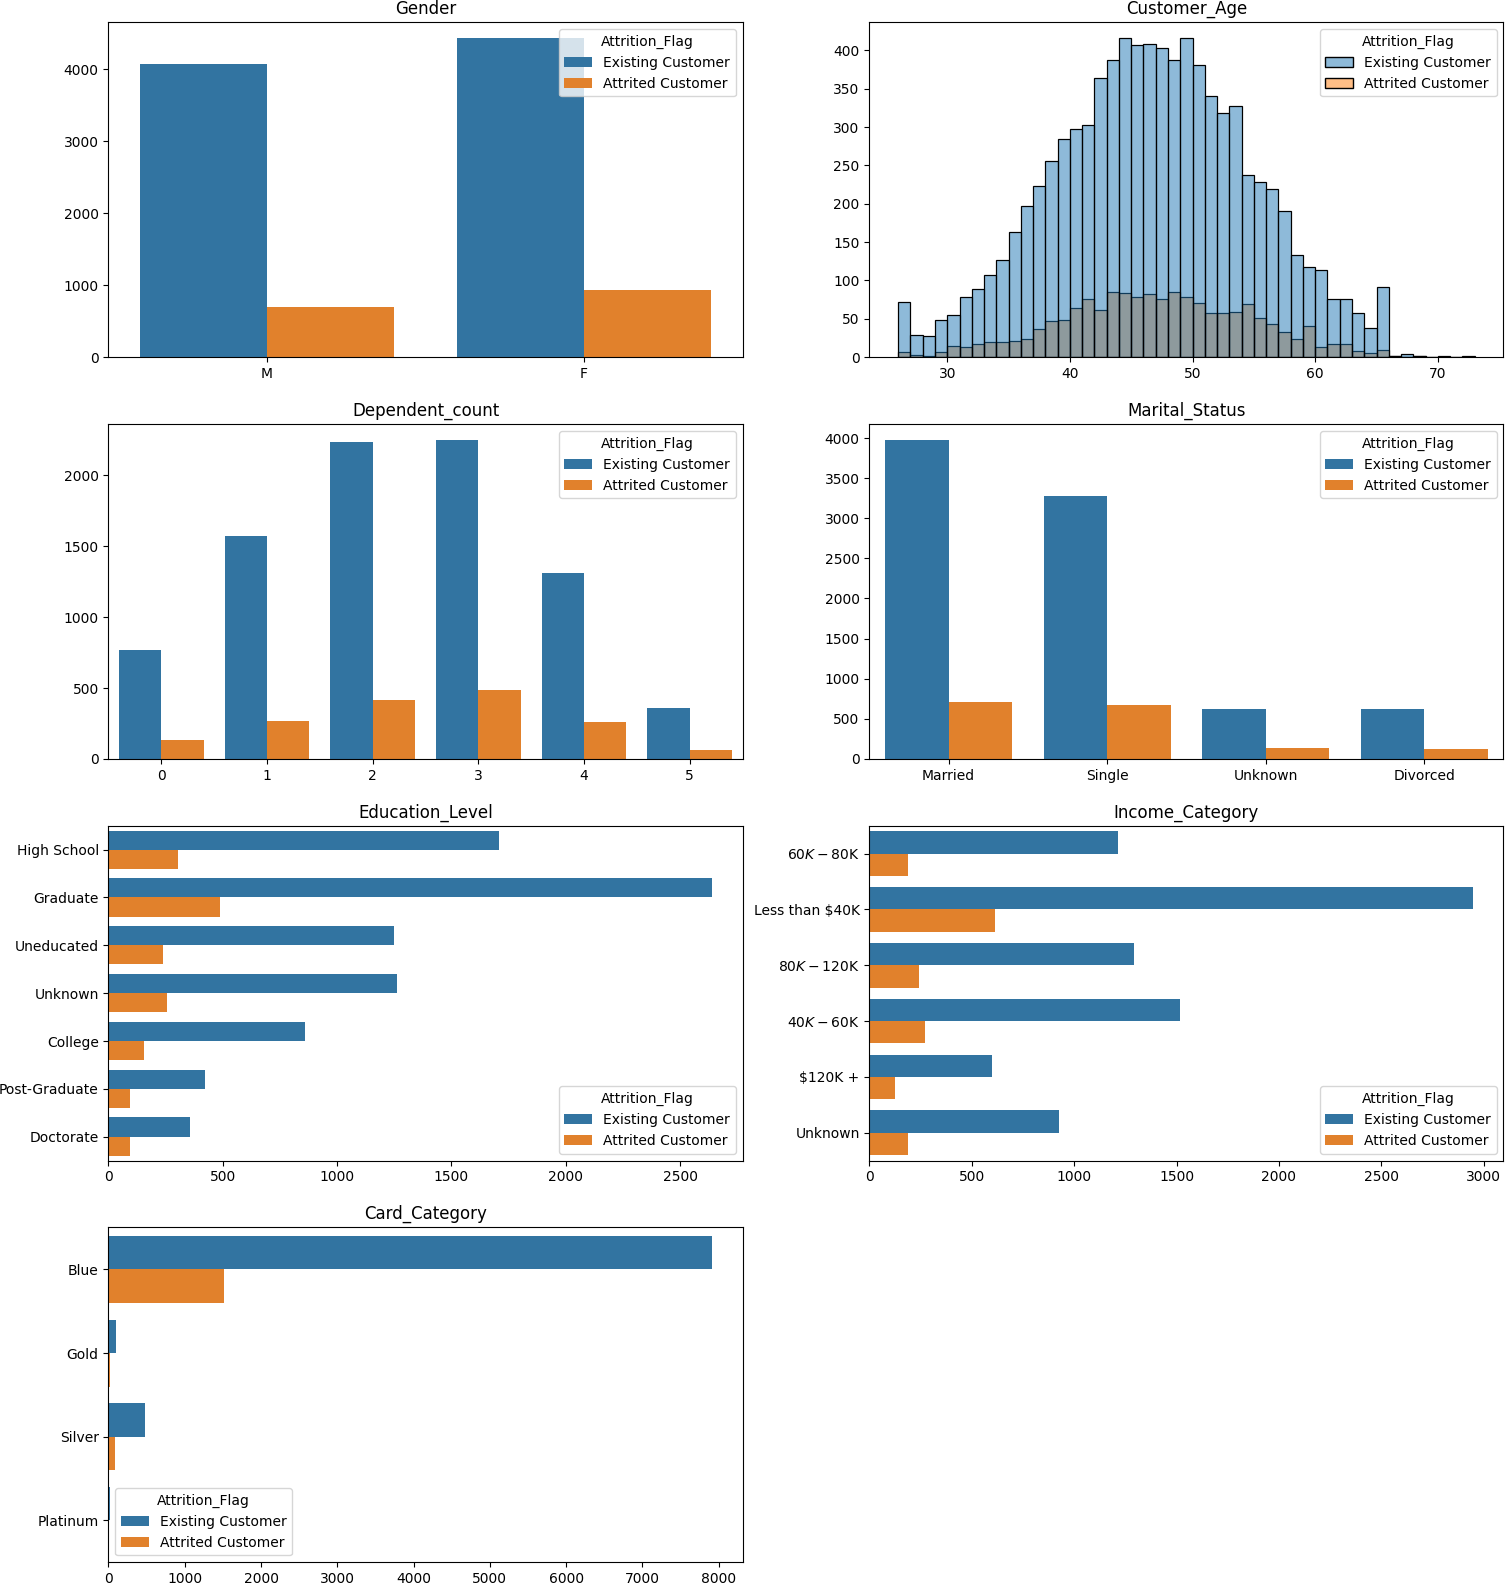 Gender
Attrition_Flag
Existing Customer
Attrited Customer
4000
3000
2000
1000
0
M F
Customer_Age
Attrition_Flag
Existing Customer
Attrited Customer
400
350
300
250
200
150
100
50
0
30 40 50 60 70
Dependent_count
Attrition_Flag
Existing Customer
Attrited Customer
2000
1500
1000
500
0
0 1 2 3 4 5
Marital_Status
Attrition_Flag
Existing Customer
Attrited Customer
4000
3500
3000
2500
2000
1500
1000
500
0
Married Single Unknown Divorced
Education_Level
High School
Graduate
Uneducated
Unknown
College
Post-Graduate
Doctorate
Attrition_Flag
Existing Customer
Attrited Customer
0 500 1000 1500 2000 2500
Income_Category
60K − 80K
Less than $40K
80K − 120K
40K − 60K
$120K +
Unknown
Attrition_Flag
Existing Customer
Attrited Customer
0 500 1000 1500 2000 2500 3000
Card_Category
Blue
Gold
Silver
Platinum
Attrition_Flag
Existing Customer
Attrited Customer
0 1000 2000 3000 4000 5000 6000 7000 8000